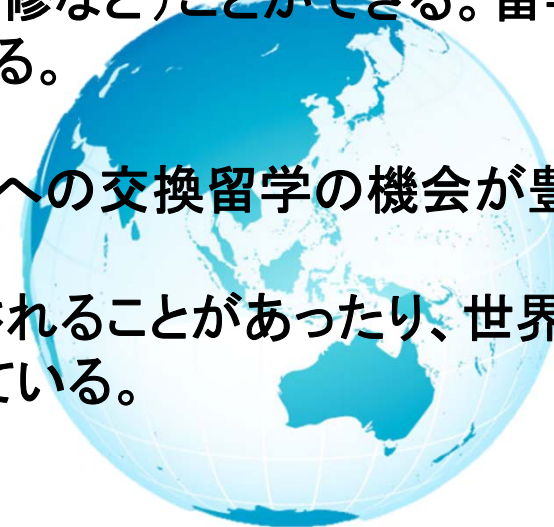 修など)ことができる。留
る。
への交換留学の機会が豊
れることがあったり、世界
ている。